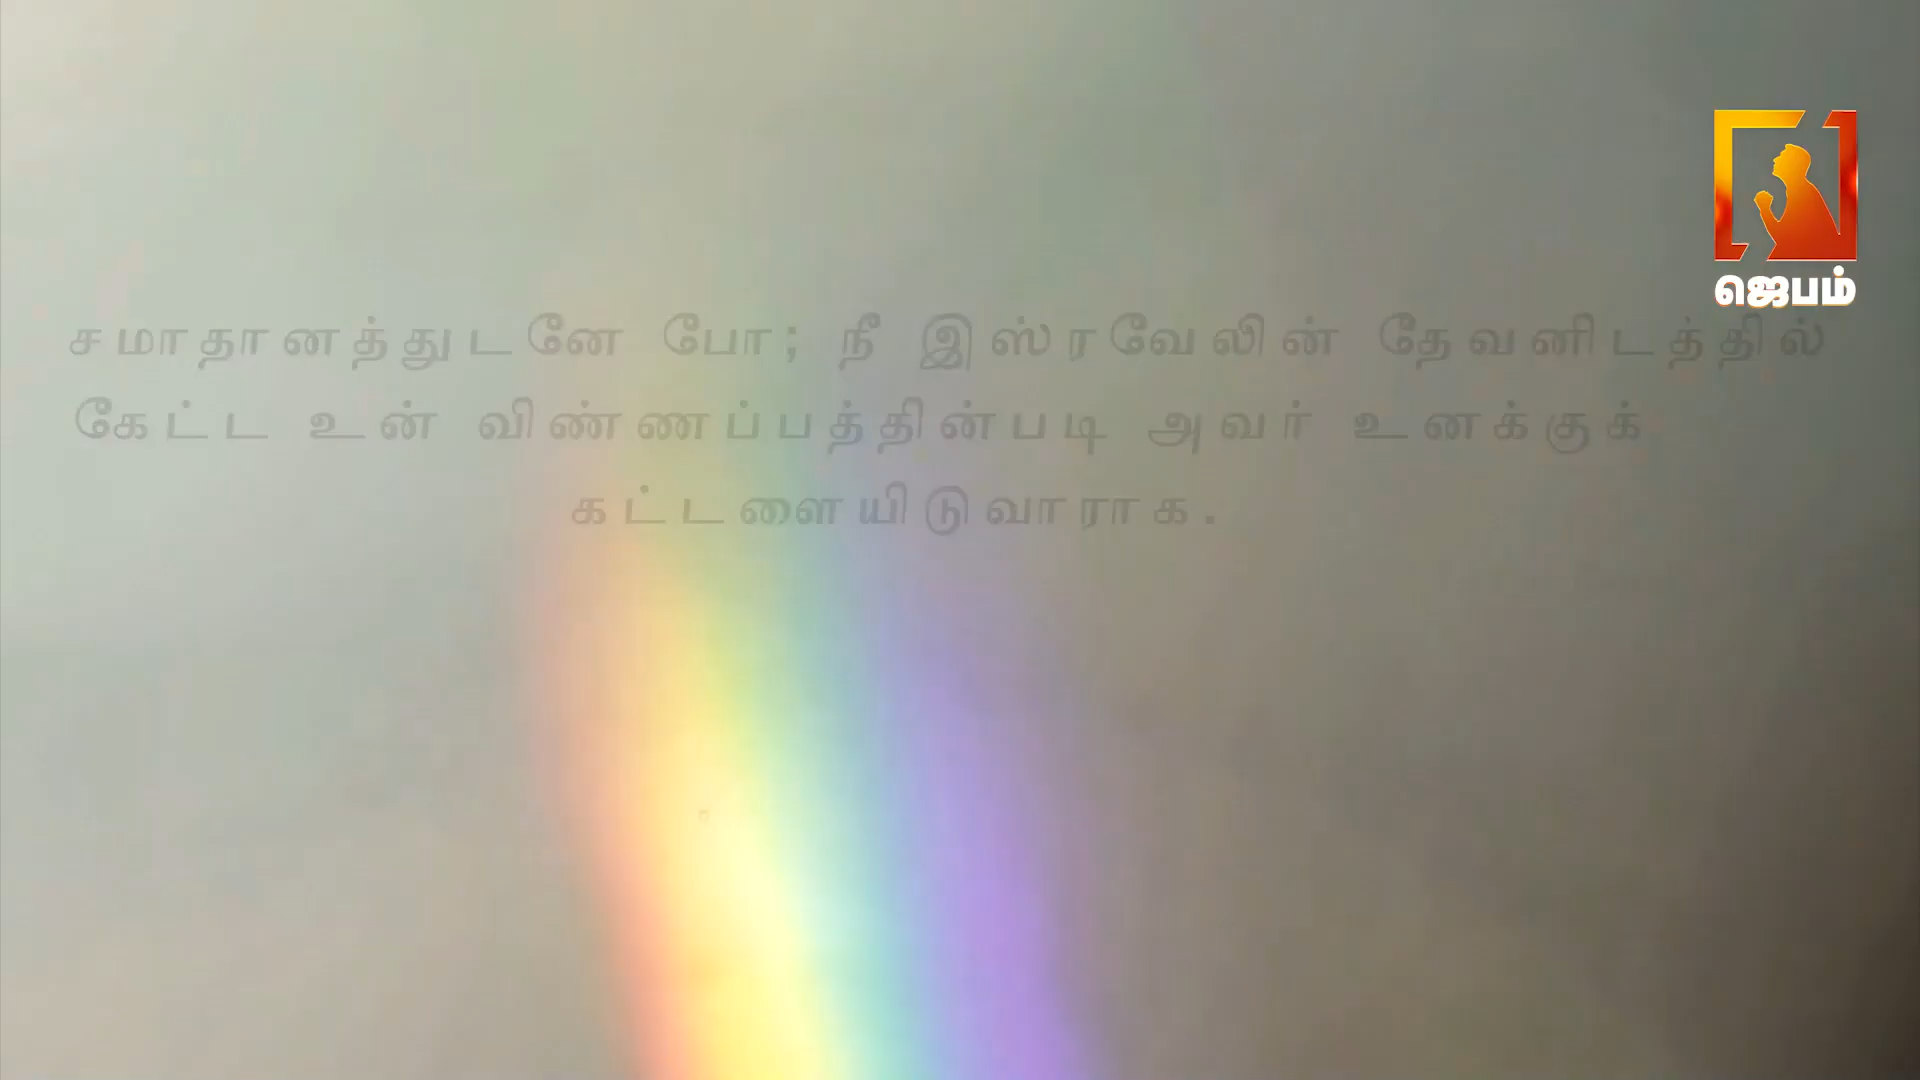 ஜெபம்
சமாதானத்துடனே போ; நீ இஸ்ரவேலின் தேவனிடத்தில்
கேட்ட உன் விண்ணப்பத்தின்படி அவர் உனக்குக்
கட்டளையிடுவாராக.